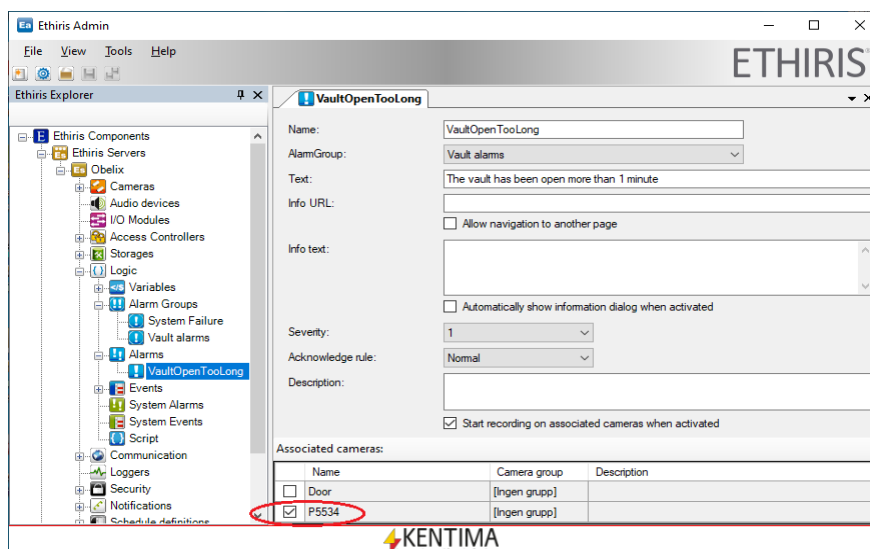 Ea Ethiris Admin
File View Tools Help
ETHIRIS
Ethiris Explorer
VaultOpenTooLong
E Ethiris Components
Es Ethiris Servers
Es Obelix
Cameras
Audio devices
I/O Modules
Access Controllers
Storages
Logic
Variables
Alarm Groups
System Failure
Vault alarms
Alarms
VaultOpenTooLong
Events
System Alarms
System Events
Script
Communication
Loggers
Security
Notifications
Schedule definitions
Name: VaultOpenTooLong
AlarmGroup: Vault alarms
Text: The vault has been open more than 1 minute
Info URL:
Allow navigation to another page
Info text:
Automatically show information dialog when activated
Severity: 1
Acknowledge rule: Normal
Description:
Start recording on associated cameras when activated
Associated cameras:
Name Camera group Description
Door [Ingen grupp]
P5534 [Ingen grupp]
KENTIMA